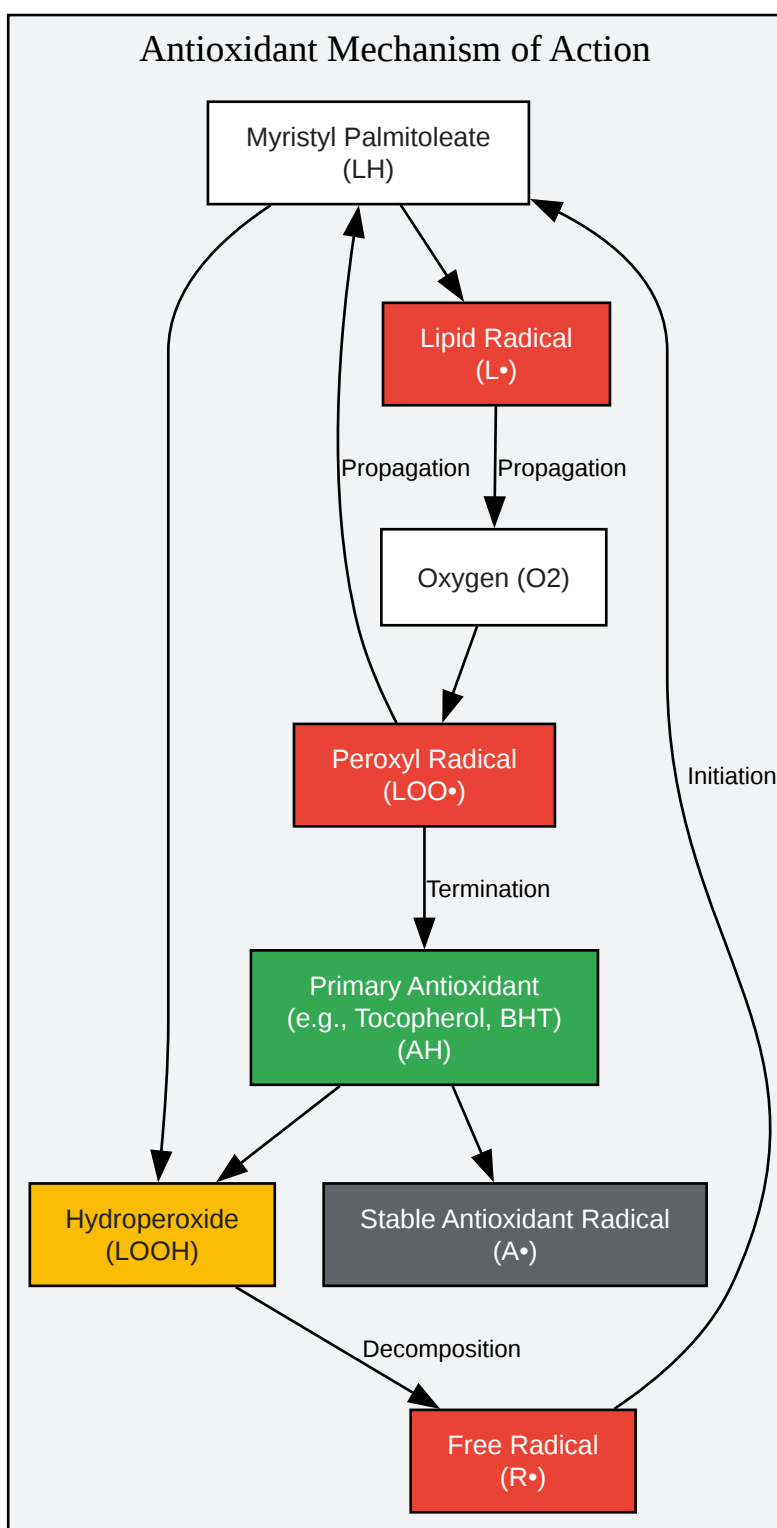 Antioxidant Mechanism of Action
Myristyl Palmitoleate
(LH)
Lipid Radical
(L•)
Propagation
Propagation
Oxygen (O2)
Peroxyl Radical
(LOO•)
Initiation
Termination
Primary Antioxidant
(e.g., Tocopherol, BHT)
(AH)
Hydroperoxide
(LOOH)
Stable Antioxidant Radical
(A•)
Decomposition
Free Radical
(R•)